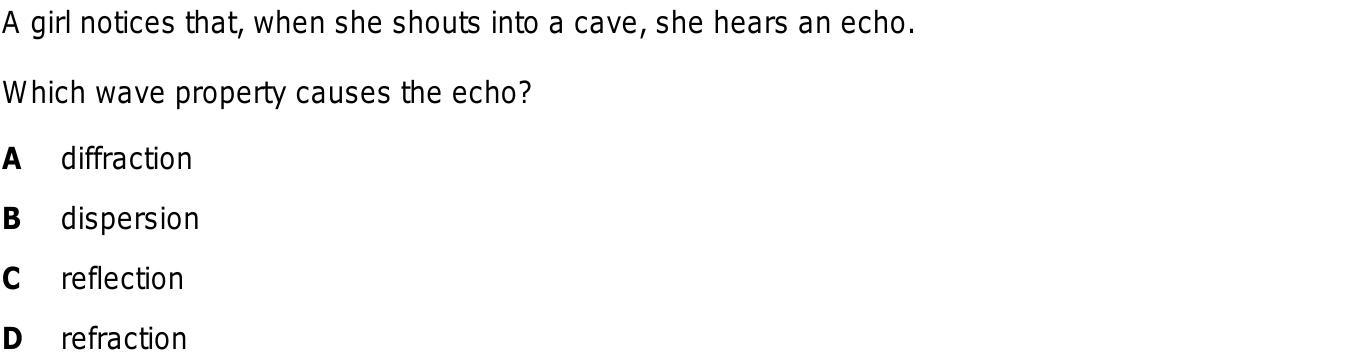 A girl notices that, when she shouts into a cave, she hears an echo.
Which wave property causes the echo?
A diffraction
B dispersion
C reflection
D refraction